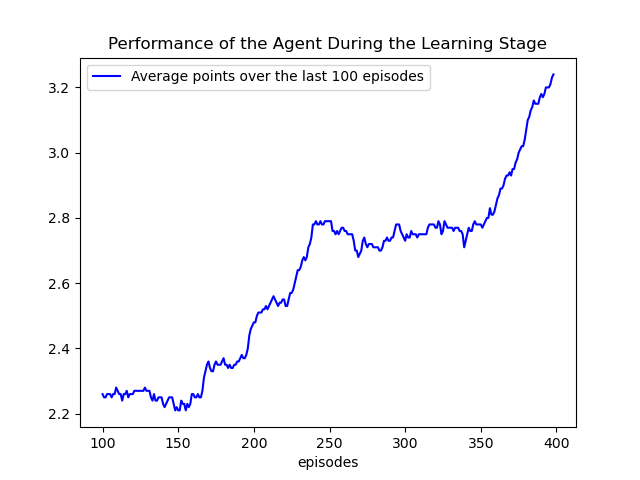 Performance of the Agent During the Learning Stage
Average points over the last 100 episodes
3.2
3.0
2.8
2.6
2.4
2.2
100 150 200 250 300 350 400
episodes